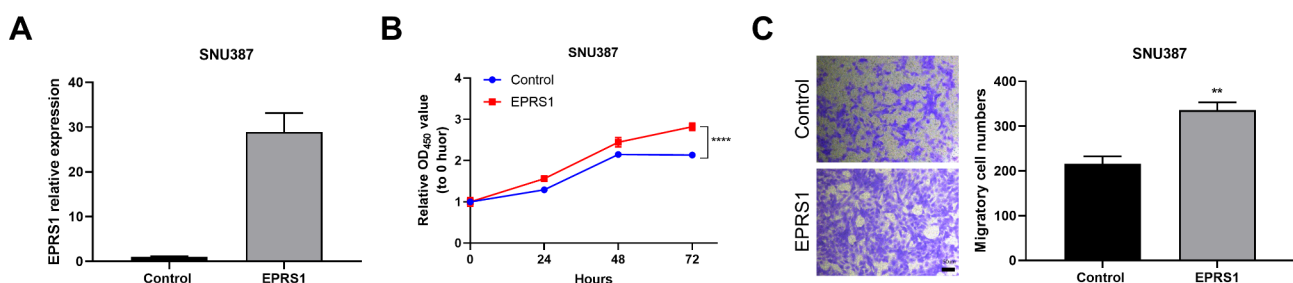 A
SNU387
EPRS1 relative expression
40
30
20
10
0
Control
EPRS1
B
SNU387
Control
EPRS1
Relative OD450 value
(to 0 huor)
4
3
2
1
0
****
0
24
48
72
Hours
C
Control
EPRS1
SNU387
Migratory cell numbers
400
300
200
100
0
**
Control
EPRS1